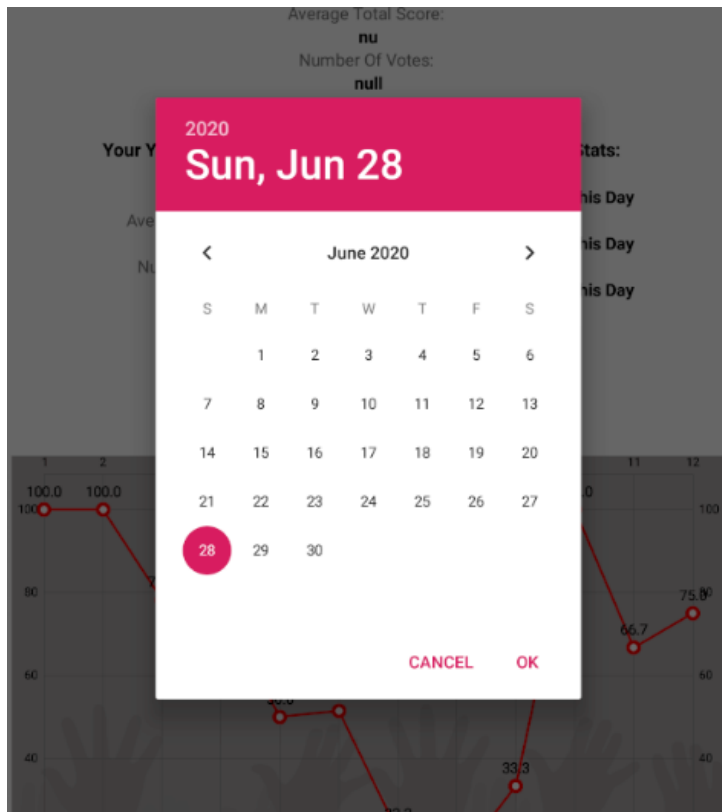 Average Total Score:
nu
Number Of Votes:
null
2020
Sun, Jun 28
Your Y
Stats:
his Day
Ave
his Day
Nu
his Day
June 2020
S M T W T F S
1 2 3 4 5 6
7 8 9 10 11 12 13
14 15 16 17 18 19 20
21 22 23 24 25 26 27
28 29 30
CANCEL OK
1 2 11 12
100.0 100.0 .0
100 100
80 80
75.0
66.7
60 60
50.0
40 40
33.3